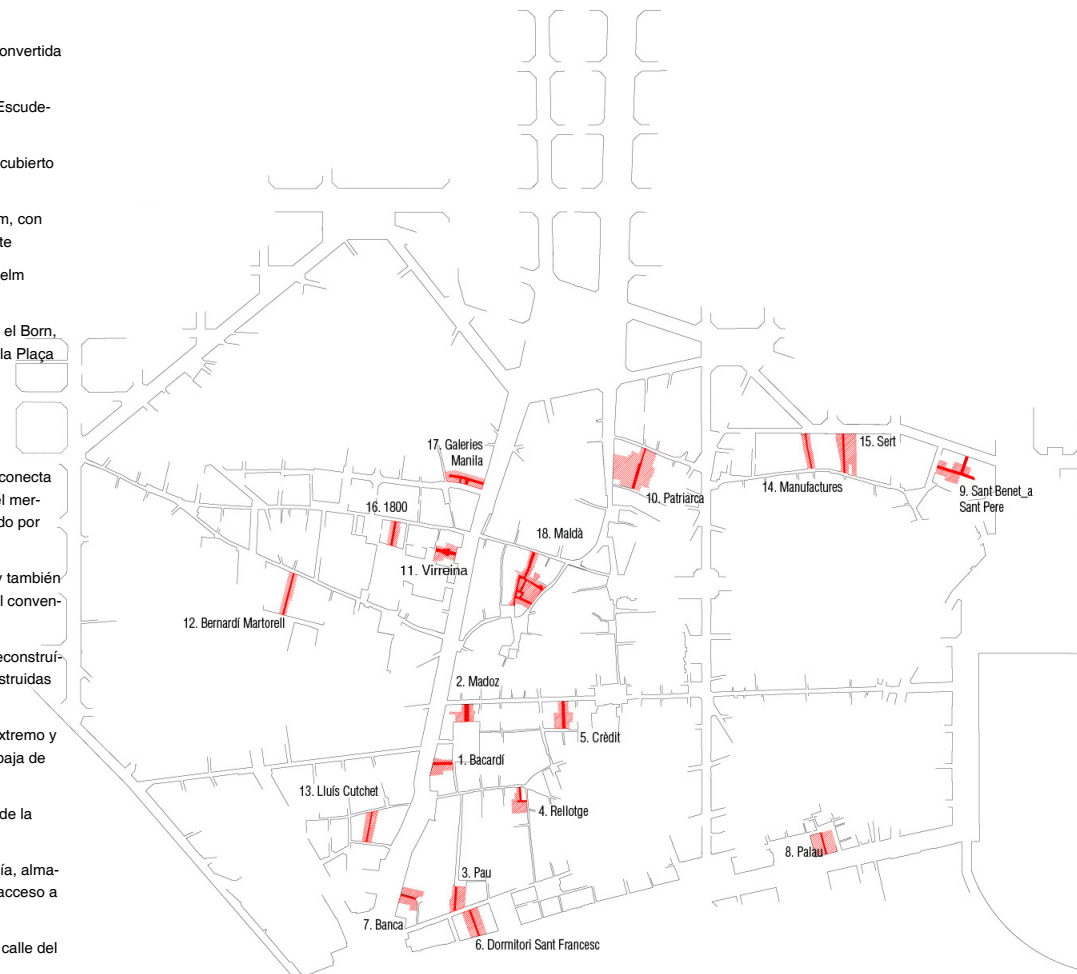 onvertida
Escude-
cubierto
m, con
te
elm
el Born,
la Plaça
conecta
el mer-
do por
y también
l conven-
econstruí-
struidas
xtremo y
baja de
de la
ía, alma-
acceso a
calle del
17. Galeries
Manila
16. 1800
11. Virreina
12. Bernardí Martorell
18. Maldà
10. Patriarca
15. Sert
14. Manufactures
9. Sant Benet_a
Sant Pere
2. Madoz
5. Crèdit
1. Bacardí
13. Lluís Cutchet
4. Rellotge
8. Palau
3. Pau
7. Banca
6. Dormitori Sant Francesc